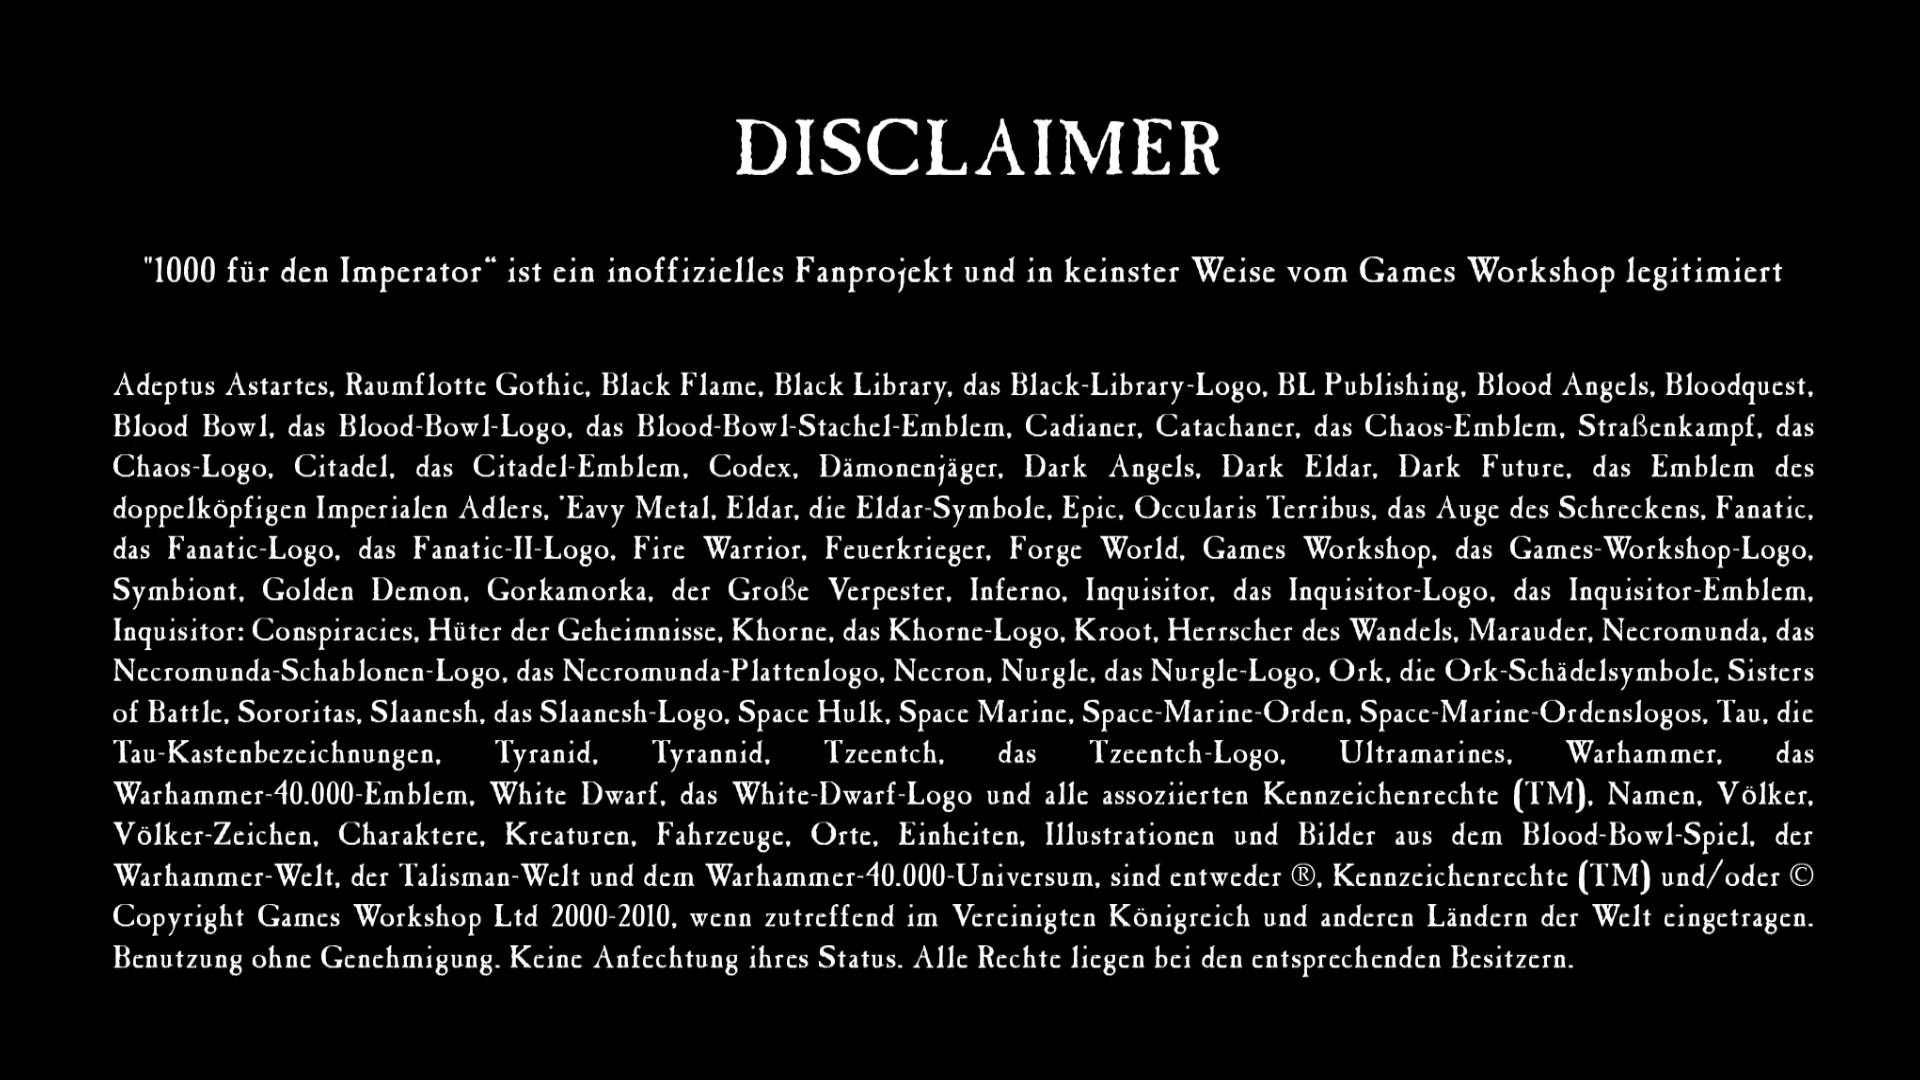 DISCLAIMER
"1000 für den Imperator“ ist ein inoffizielles Fanprojekt und in keinster Weise vom Games Workshop legitimiert
Adeptus Astartes, Raumflotte Gothic, Black Flame, Black Library, das Black-Library-Logo, BL Publishing, Blood Angels, Bloodquest,
Blood Bowl, das Blood-Bowl-Logo, das Blood-Bowl-Stachel-Emblem, Cadianer, Catachaner, das Chaos-Emblem, Straßenkampf, das
Chaos-Logo, Citadel, das Citadel-Emblem, Codex, Dämonenjäger, Dark Angels, Dark Eldar, Dark Future, das Emblem des
doppelköpfigen Imperialen Adlers, 'Eavy Metal, Eldar, die Eldar-Symbole, Epic, Occularis Terribus, das Auge des Schreckens, Fanatic,
das Fanatic-Logo, das Fanatic-II-Logo, Fire Warrior, Feuerkrieger, Forge World, Games Workshop, das Games-Workshop-Logo,
Symbiont, Golden Demon, Gorkamorka, der Große Verpester, Inferno, Inquisitor, das Inquisitor-Logo, das Inquisitor-Emblem,
Inquisitor: Conspiracies, Hüter der Geheimnisse, Khorne, das Khorne-Logo, Kroot, Herrscher des Wandels, Marauder, Necromunda, das
Necromunda-Schablonen-Logo, das Necromunda-Plattenlogo, Necron, Nurgle, das Nurgle-Logo, Ork, die Ork-Schädelsymbole, Sisters
of Battle, Sororitas, Slaanesh, das Slaanesh-Logo, Space Hulk, Space Marine, Space-Marine-Orden, Space-Marine-Ordenslogos, Tau, die
Tau-Kastenbezeichnungen, Tyranid, Tyrannid, Tzeentch, das Tzeentch-Logo, Ultramarines, Warhammer, das
Warhammer-40.000-Emblem, White Dwarf, das White-Dwarf-Logo und alle assoziierten Kennzeichenrechte (TM), Namen, Völker,
Völker-Zeichen, Charaktere, Kreaturen, Fahrzeuge, Orte, Einheiten, Illustrationen und Bilder aus dem Blood-Bowl-Spiel, der
Warhammer-Welt, der Talisman-Welt und dem Warhammer-40.000-Universum, sind entweder ®, Kennzeichenrechte (TM) und/oder ©
Copyright Games Workshop Ltd 2000-2010, wenn zutreffend im Vereinigten Königreich und anderen Ländern der Welt eingetragen.
Benutzung ohne Genehmigung. Keine Anfechtung ihres Status. Alle Rechte liegen bei den entsprechenden Besitzern.